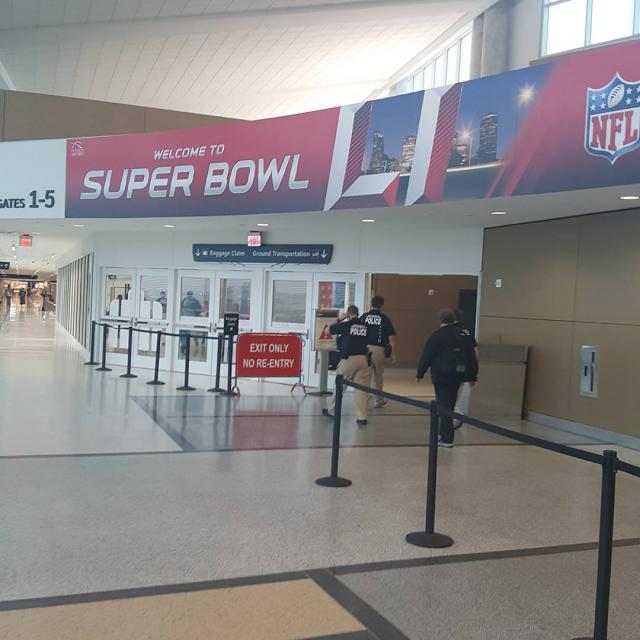 WELCOME TO
SUPER BOWL
LI
NFL
GATES 1-5
Baggage Claim Ground Transportation
EXIT ONLY
NO RE-ENTRY
POLICE
POLICE